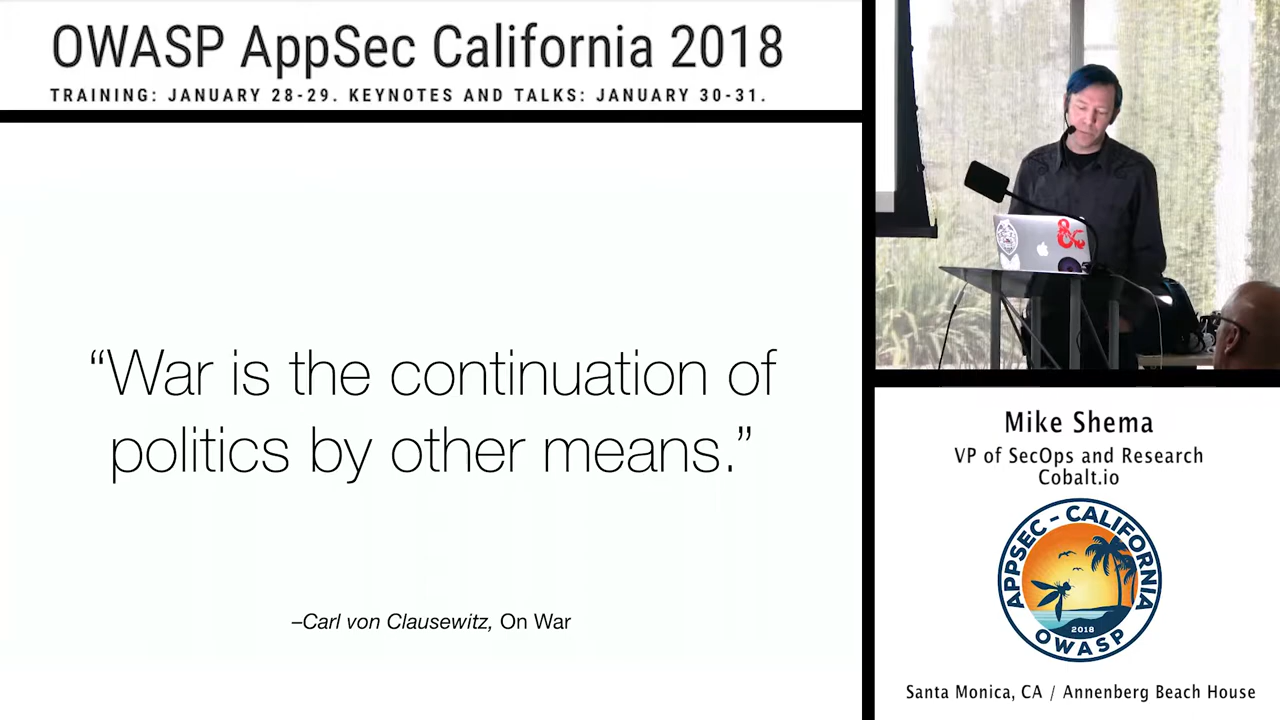 OWASP AppSec California 2018
TRAINING: JANUARY 28-29. KEYNOTES AND TALKS: JANUARY 30-31.
“War is the continuation of
politics by other means.”
–Carl von Clausewitz, On War
Mike Shema
VP of SecOps and Research
Cobalt.io
APPSEC - CALIFORNIA
2018
OWASP
Santa Monica, CA / Annenberg Beach House